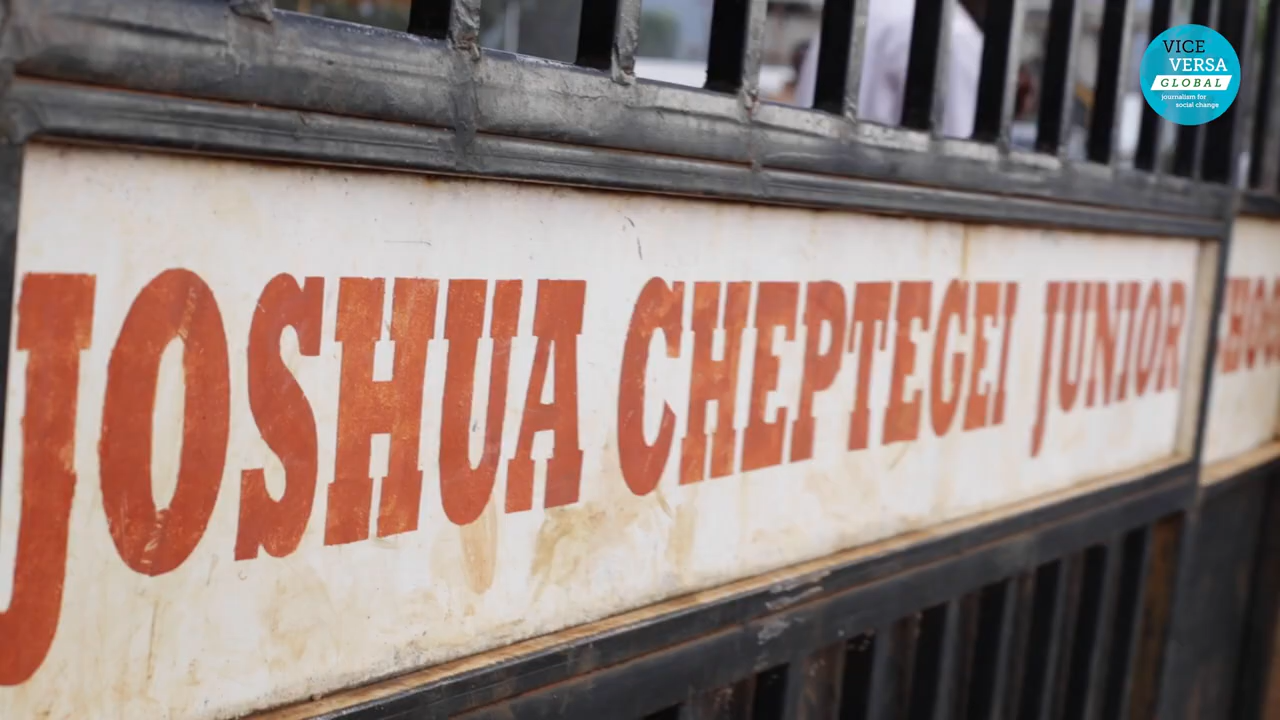 JOSHUA CHEPTEGEI JUNIOR
VICE
VERSA
GLOBAL
journalism for
social change